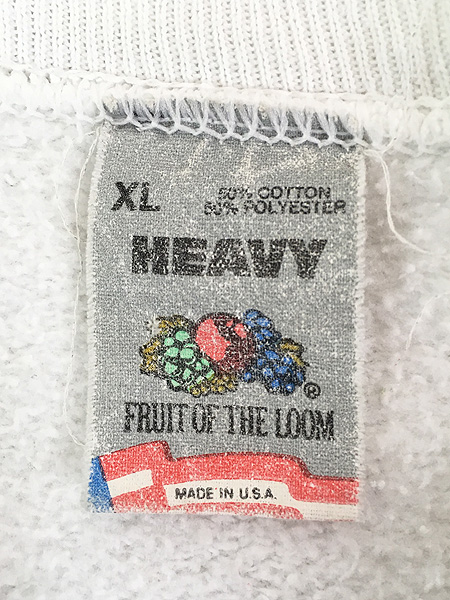 XL
50% COTTON
50% POLYESTER
HEAVY
®
FRUIT OF THE LOOM
MADE IN U.S.A.